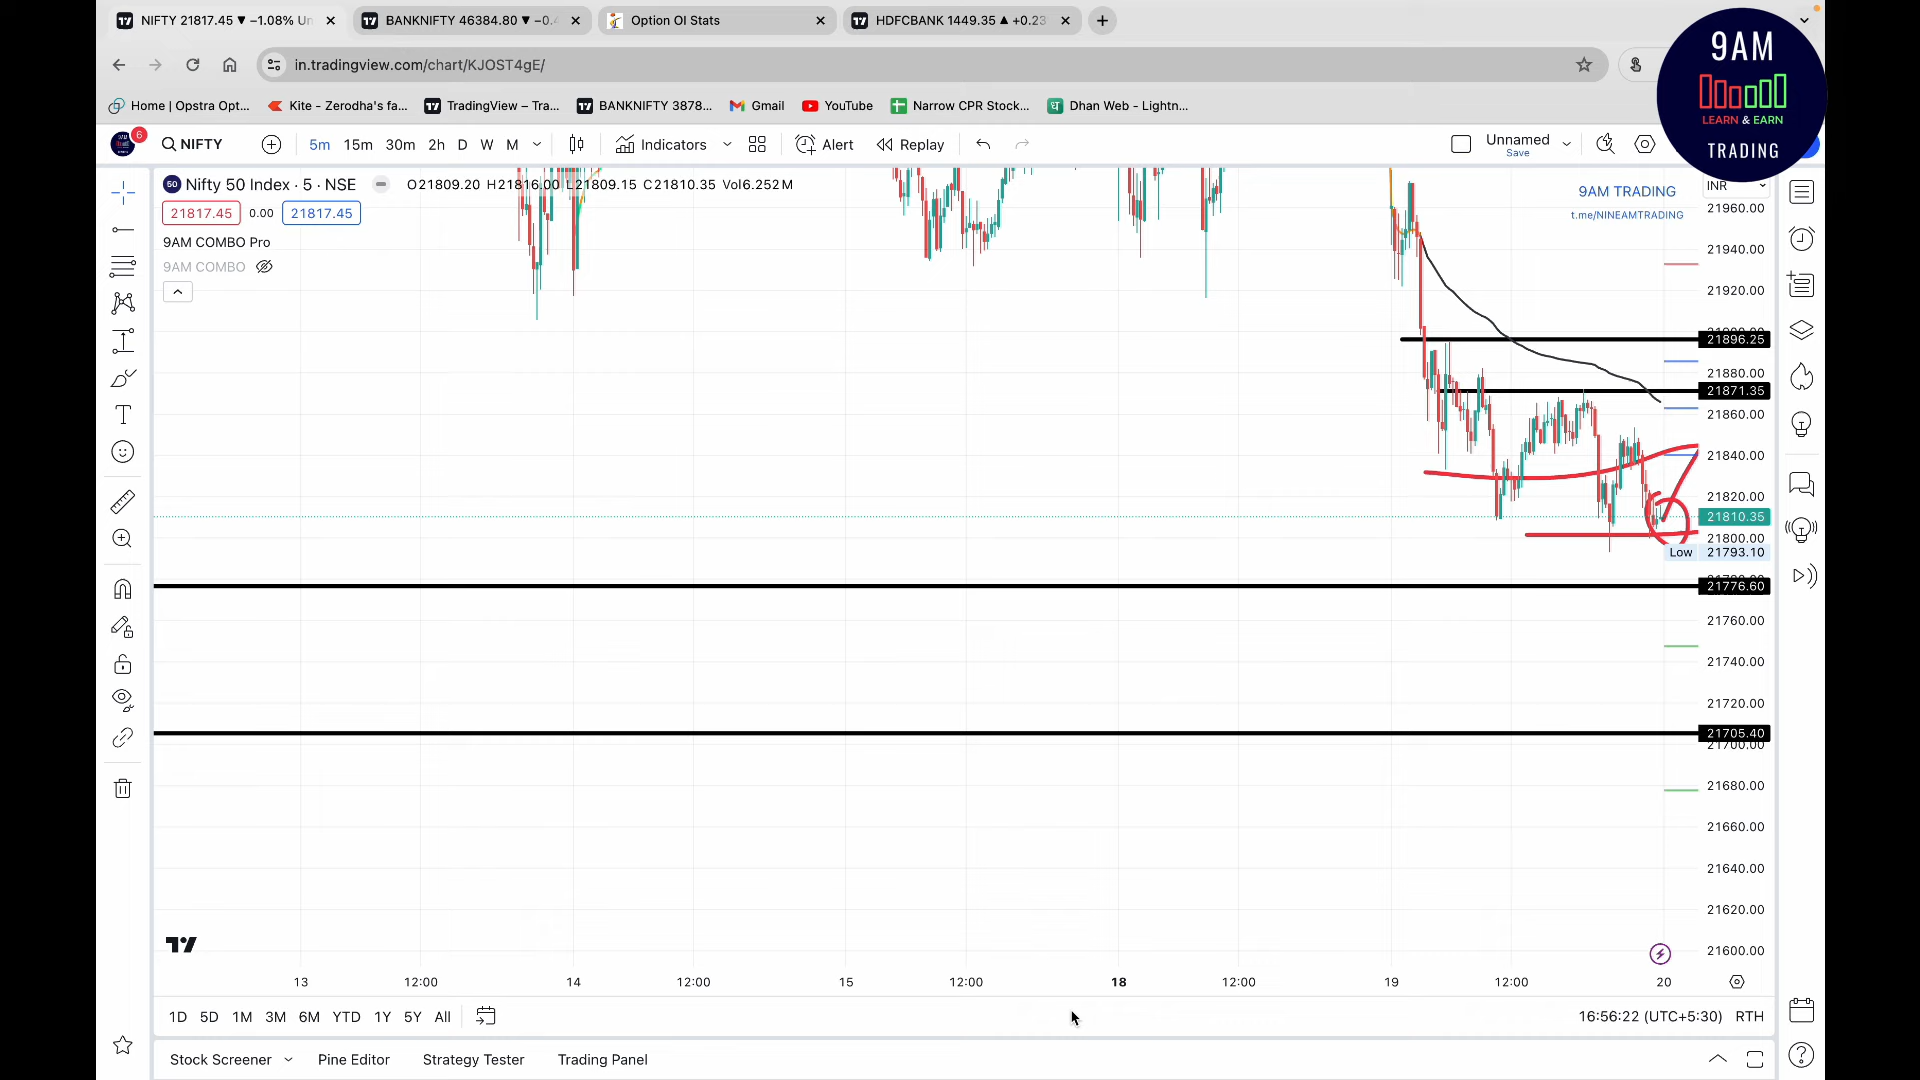 NIFTY 21817.45 ▼ −1.08% Un
BANKNIFTY 46384.80 ▼ −0.4
Option OI Stats
HDFCBANK 1449.35 ▲ +0.23
in.tradingview.com/chart/KJOST4gE/
Home | Opstra Opt...
Kite - Zerodha's fa...
TradingView – Tra...
BANKNIFTY 3878...
Gmail
YouTube
Narrow CPR Stock...
Dhan Web - Lightn...
9AM
LEARN & EARN
TRADING
6
NIFTY
5m 15m 30m 2h D W M
Indicators
Alert
Replay
Unnamed
Save
50 Nifty 50 Index · 5 · NSE
O21809.20 H21816.00 L21809.15 C21810.35 Vol6.252M
21817.45 0.00 21817.45
9AM COMBO Pro
9AM COMBO
9AM TRADING
t.me/NINEAMTRADING
INR
21960.00
21940.00
21920.00
21896.25
21880.00
21871.35
21860.00
21840.00
21820.00
21810.35
21800.00
Low 21793.10
21776.60
21760.00
21740.00
21720.00
21705.40
21700.00
21680.00
21660.00
21640.00
21620.00
21600.00
13 12:00 14 12:00 15 12:00 18 12:00 19 12:00 20
1D 5D 1M 3M 6M YTD 1Y 5Y All
16:56:22 (UTC+5:30) RTH
Stock Screener
Pine Editor
Strategy Tester
Trading Panel